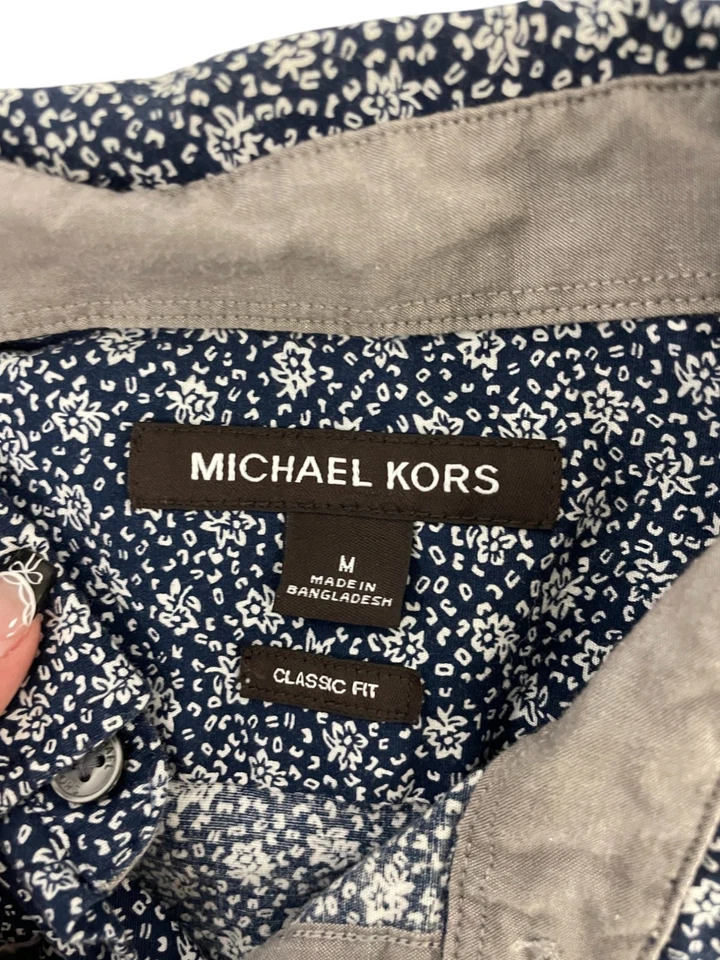 MICHAEL KORS
M
MADE IN
BANGLADESH
CLASSIC FIT